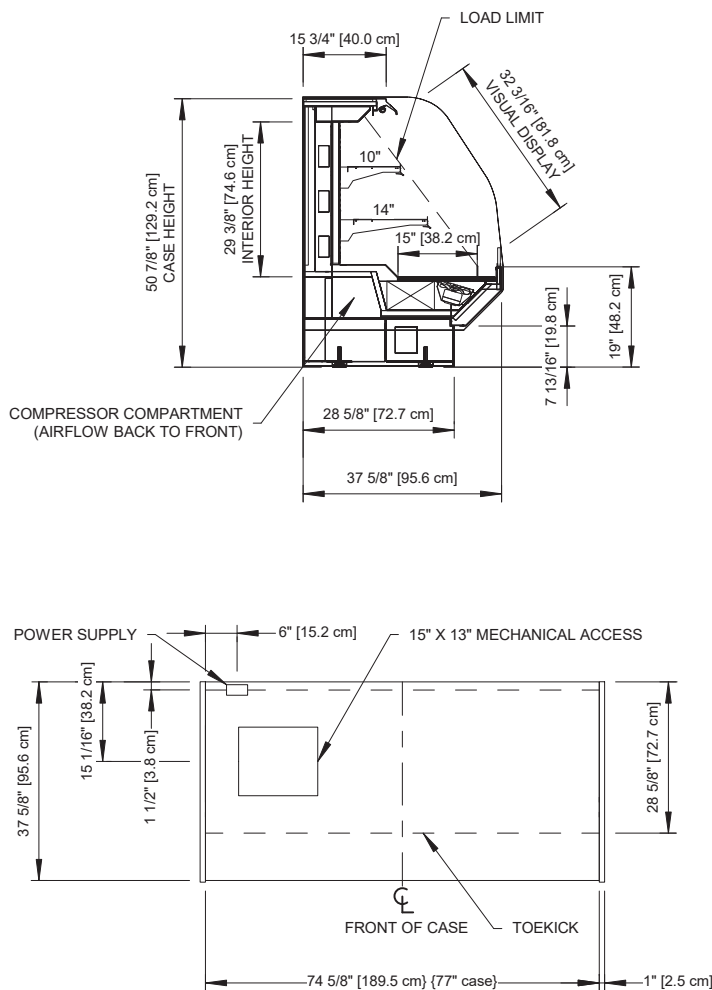 LOAD LIMIT
15 3/4" [40.0 cm]
32 3/16" [81.8 cm]
VISUAL DISPLAY
50 7/8" [129.2 cm]
CASE HEIGHT
29 3/8" [74.6 cm]
INTERIOR HEIGHT
10"
14"
15" [38.2 cm]
7 13/16" [19.8 cm]
19" [48.2 cm]
COMPRESSOR COMPARTMENT
(AIRFLOW BACK TO FRONT)
28 5/8" [72.7 cm]
37 5/8" [95.6 cm]
POWER SUPPLY
6" [15.2 cm]
15" X 13" MECHANICAL ACCESS
37 5/8" [95.6 cm]
15 1/16" [38.2 cm]
1 1/2" [3.8 cm]
28 5/8" [72.7 cm]
CL
FRONT OF CASE
TOEKICK
74 5/8" [189.5 cm} {77" case}
1" [2.5 cm]